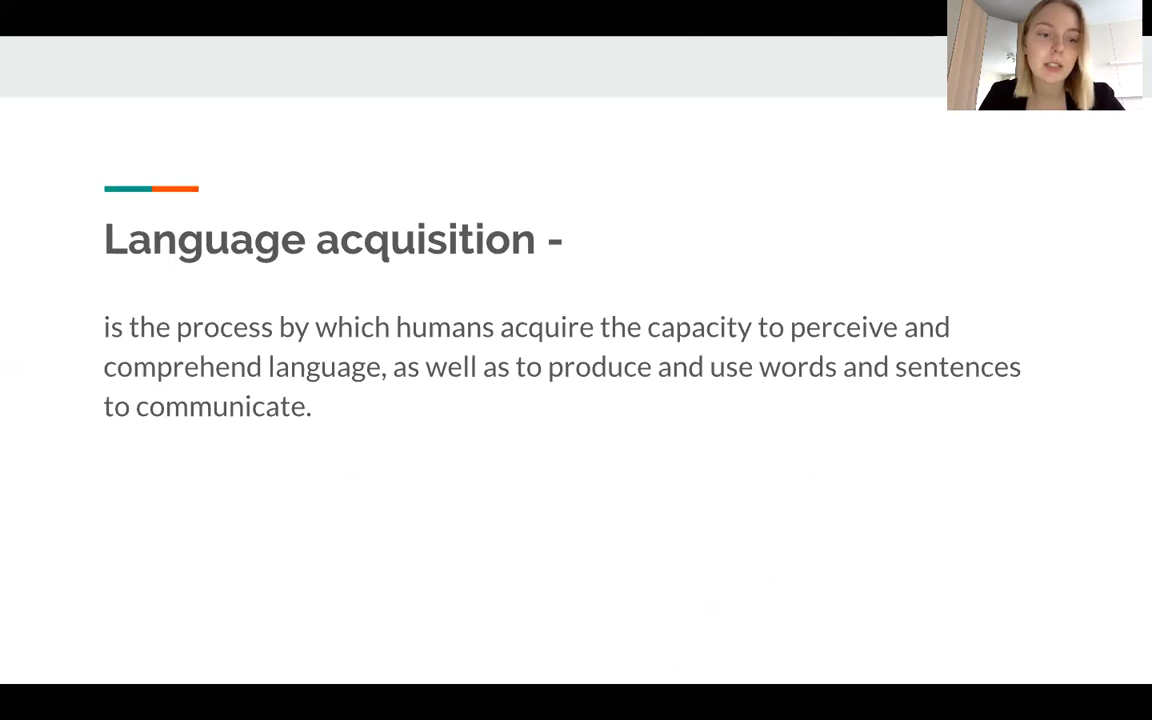 Language acquisition -
is the process by which humans acquire the capacity to perceive and
comprehend language, as well as to produce and use words and sentences
to communicate.